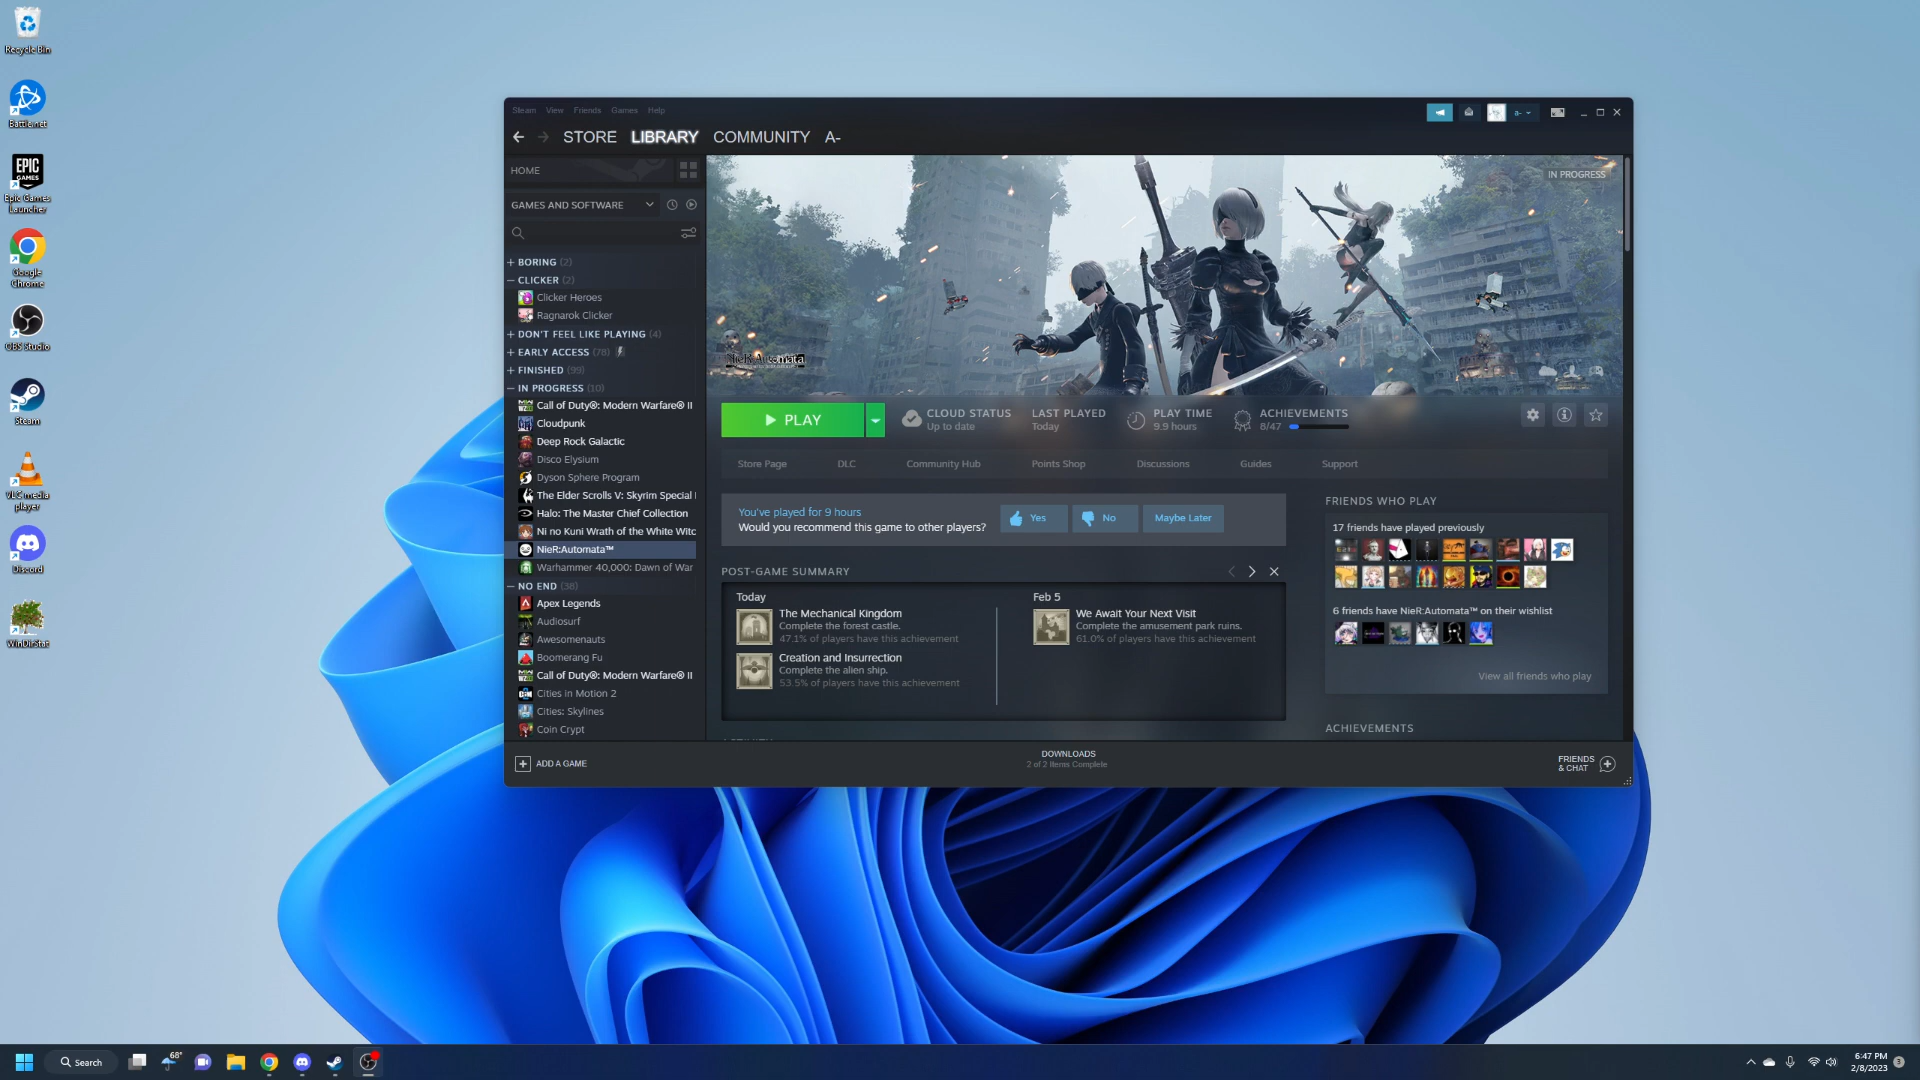 Recycle Bin
Battle.net
EPIC
GAMES
Epic Games
Launcher
Google
Chrome
OBS Studio
Steam
VLC media
player
Discord
WinDirStat
Steam View Friends Games Help
a-
STORE LIBRARY COMMUNITY A-
HOME
GAMES AND SOFTWARE
+ BORING (2)
— CLICKER (2)
Clicker Heroes
Ragnarok Clicker
+ DON'T FEEL LIKE PLAYING (4)
+ EARLY ACCESS (78)
+ FINISHED (99)
— IN PROGRESS (10)
Call of Duty®: Modern Warfare® II
Cloudpunk
Deep Rock Galactic
Disco Elysium
Dyson Sphere Program
The Elder Scrolls V: Skyrim Special
Halo: The Master Chief Collection
Ni no Kuni Wrath of the White Witc
NieR:Automata™
Warhammer 40,000: Dawn of War
— NO END (38)
Apex Legends
Audiosurf
Awesomenauts
Boomerang Fu
Call of Duty®: Modern Warfare® II
Cities in Motion 2
Cities: Skylines
Coin Crypt
+ ADD A GAME
IN PROGRESS
NieR:Automata
PLAY
CLOUD STATUS
Up to date
LAST PLAYED
Today
PLAY TIME
9.9 hours
ACHIEVEMENTS
8/47
Store Page DLC Community Hub Points Shop Discussions Guides Support
You've played for 9 hours
Would you recommend this game to other players?
Yes No Maybe Later
POST-GAME SUMMARY
Today
The Mechanical Kingdom
Complete the forest castle.
47.1% of players have this achievement
Creation and Insurrection
Complete the alien ship.
53.5% of players have this achievement
Feb 5
We Await Your Next Visit
Complete the amusement park ruins.
61.0% of players have this achievement
FRIENDS WHO PLAY
17 friends have played previously
6 friends have NieR:Automata™ on their wishlist
View all friends who play
ACHIEVEMENTS
DOWNLOADS
2 of 2 Items Complete
FRIENDS
& CHAT
Search
68°
6:47 PM
2/8/2023
3